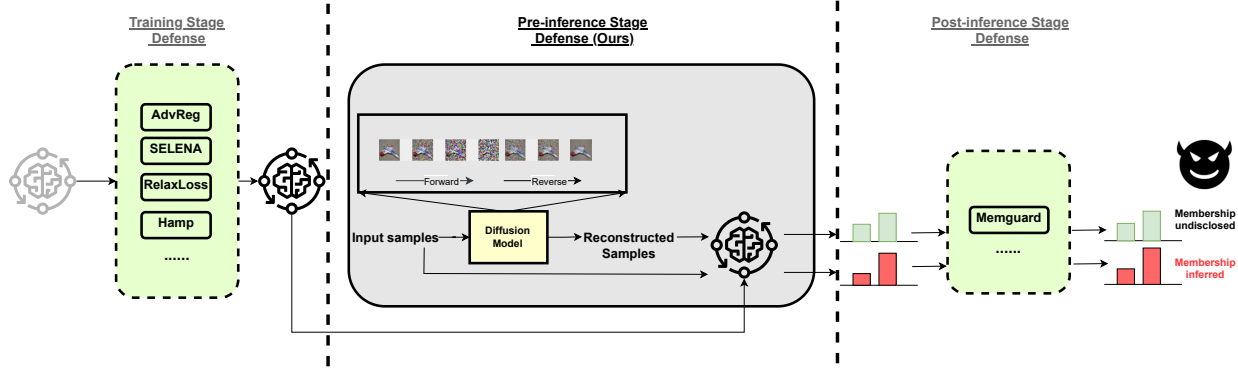 Training Stage
Defense
Pre-inference Stage
Defense (Ours)
Post-inference Stage
Defense
AdvReg
SELENA
RelaxLoss
Hamp
......
Forward
Reverse
Input samples
Diffusion
Model
Reconstructed
Samples
Memguard
......
Membership
undisclosed
Membership
inferred